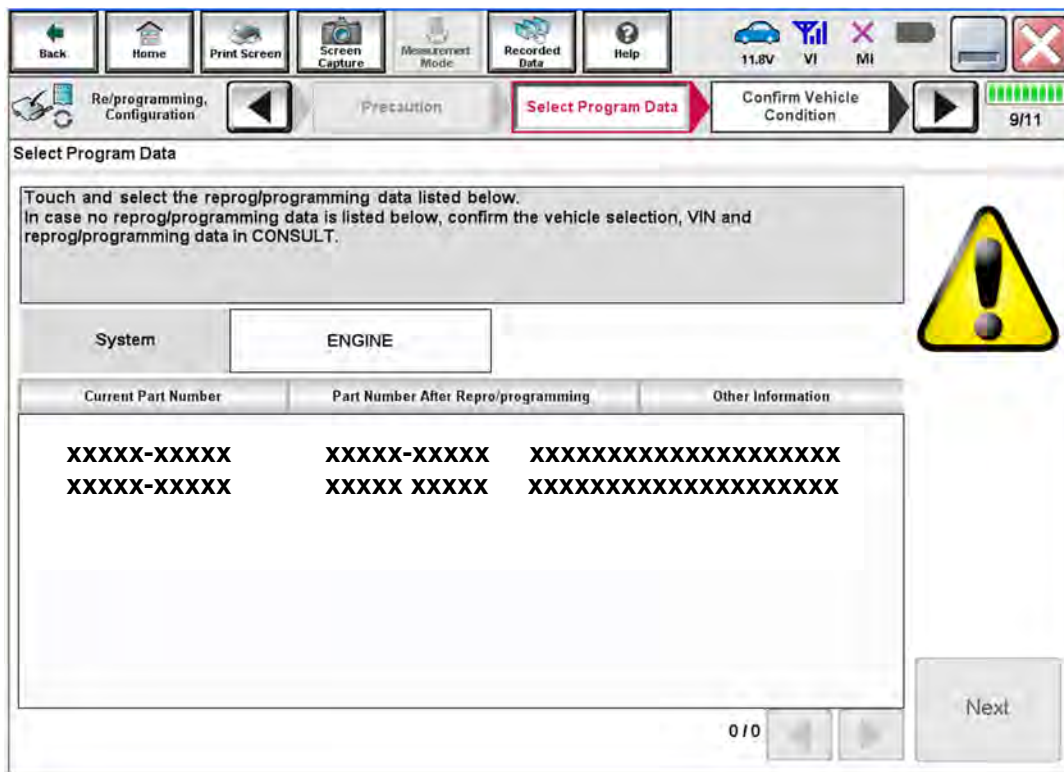 Back
Home
Print Screen
Screen
Capture
Measurement
Mode
Recorded
Data
Help
11.8V
VI
MI
Re/programming,
Configuration
Precaution
Select Program Data
Confirm Vehicle
Condition
9/11
Select Program Data
Touch and select the reprog/programming data listed below.
In case no reprog/programming data is listed below, confirm the vehicle selection, VIN and
reprog/programming data in CONSULT.
System
ENGINE
Current Part Number
Part Number After Repro/programming
Other Information
XXXXX-XXXXX XXXXX-XXXXX XXXXXXXXXXXXXXXXXXXX
XXXXX-XXXXX XXXXX XXXXX XXXXXXXXXXXXXXXXXXXX
0/0
Next